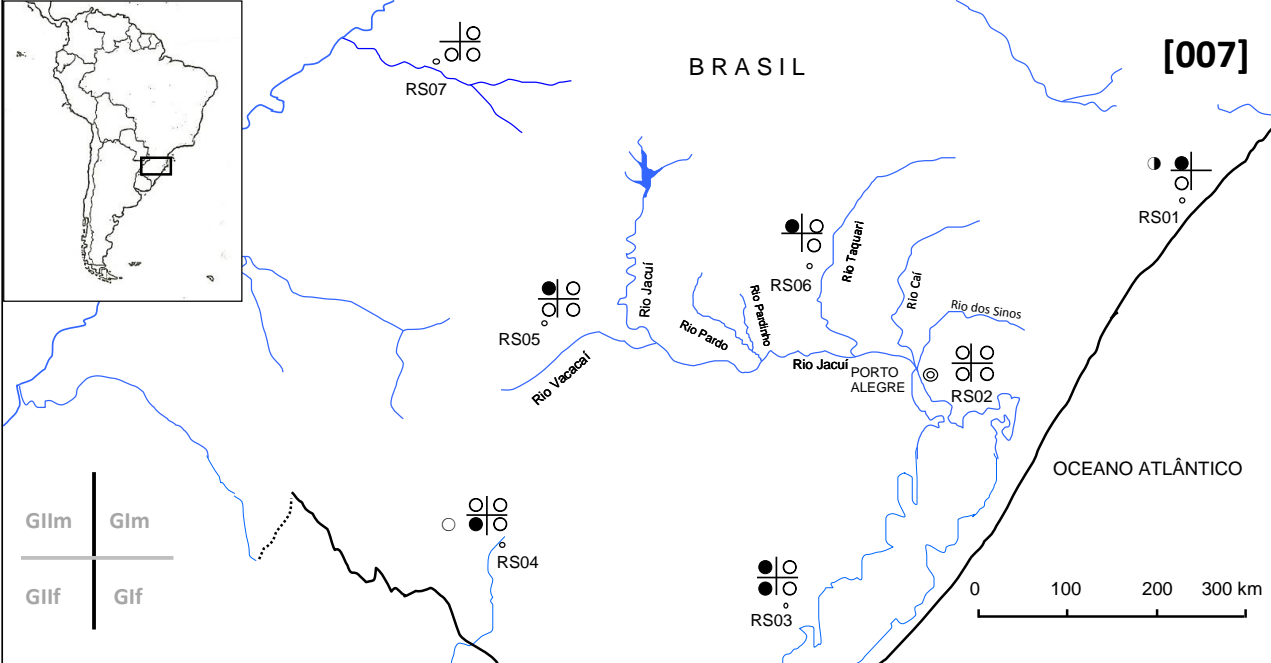 BRASIL
[007]
RS07
RS01
RS06
Rio Taquari
Rio Caí
Rio Jacuí
Rio Pardinho
Rio Pardo
Rio dos Sinos
RS05
Rio Vacacaí
Rio Jacuí
PORTO
ALEGRE
RS02
OCEANO ATLÂNTICO
GIIm GIm
GIIf GIf
RS04
RS03
0 100 200 300 km